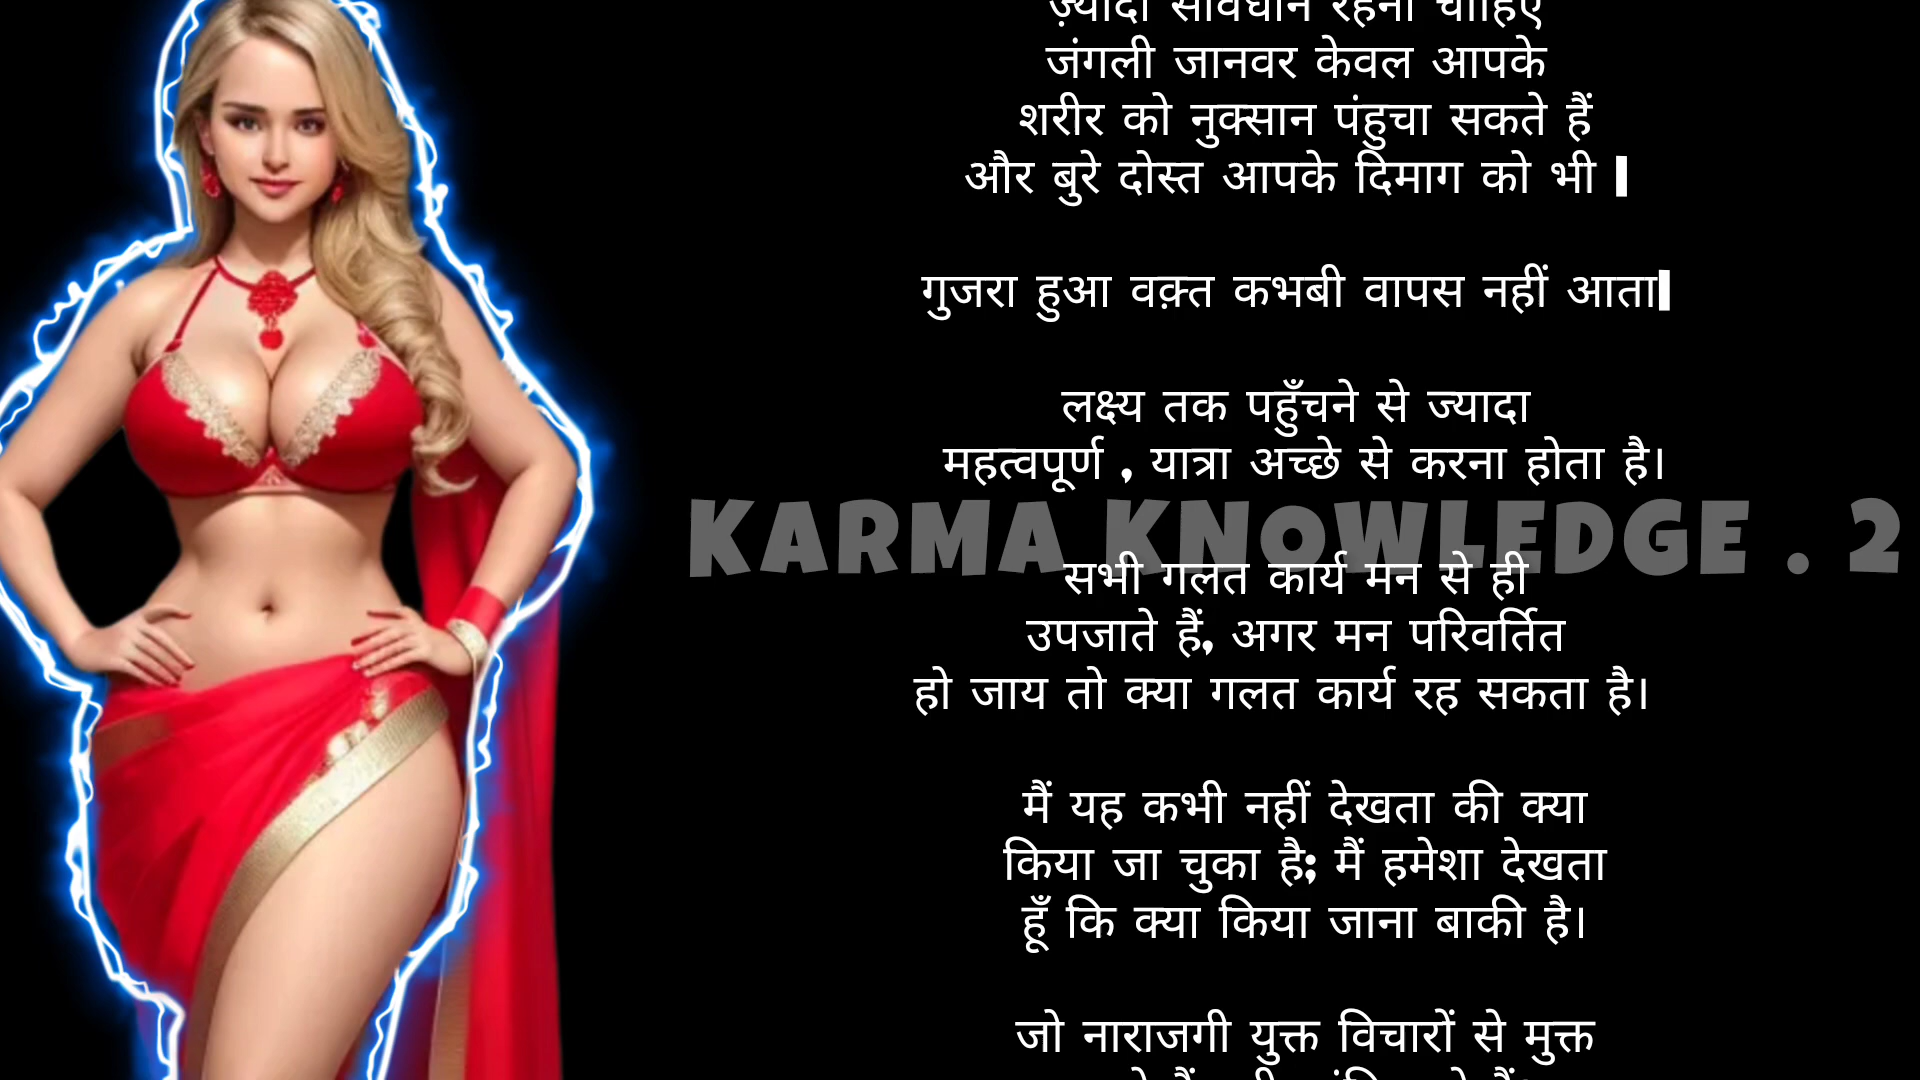 ज़्यादा सावधान रहना चाहिए
जंगली जानवर केवल आपके
शरीर को नुक्सान पंहुचा सकते हैं
और बुरे दोस्त आपके दिमाग को भी |
गुजरा हुआ वक़्त कभबी वापस नहीं आता|
लक्ष्य तक पहुँचने से ज्यादा
महत्वपूर्ण , यात्रा अच्छे से करना होता है।
KARMA KNOWLEDGE . 2
सभी गलत कार्य मन से ही
उपजाते हैं, अगर मन परिवर्तित
हो जाय तो क्या गलत कार्य रह सकता है।
मैं यह कभी नहीं देखता की क्या
किया जा चुका है; मैं हमेशा देखता
हूँ कि क्या किया जाना बाकी है।
जो नाराजगी युक्त विचारों से मुक्त